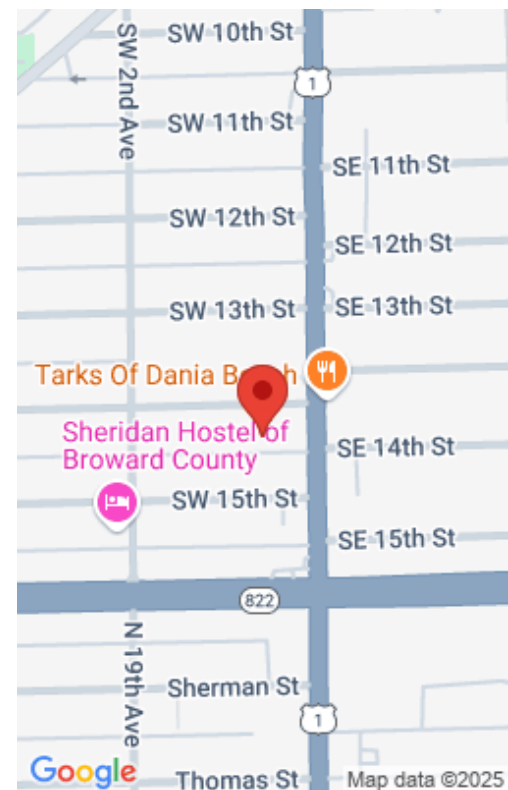 SW 10th St
SW 2nd Ave
1
SW 11th St
SE 11th St
SW 12th St
SE 12th St
SW 13th St
SE 13th St
Tarks Of Dania Beach
Sheridan Hostel of
Broward County
SE 14th St
SW 15th St
SE 15th St
822
N 19th Ave
Sherman St
1
Google
Thomas St
Map data ©2025